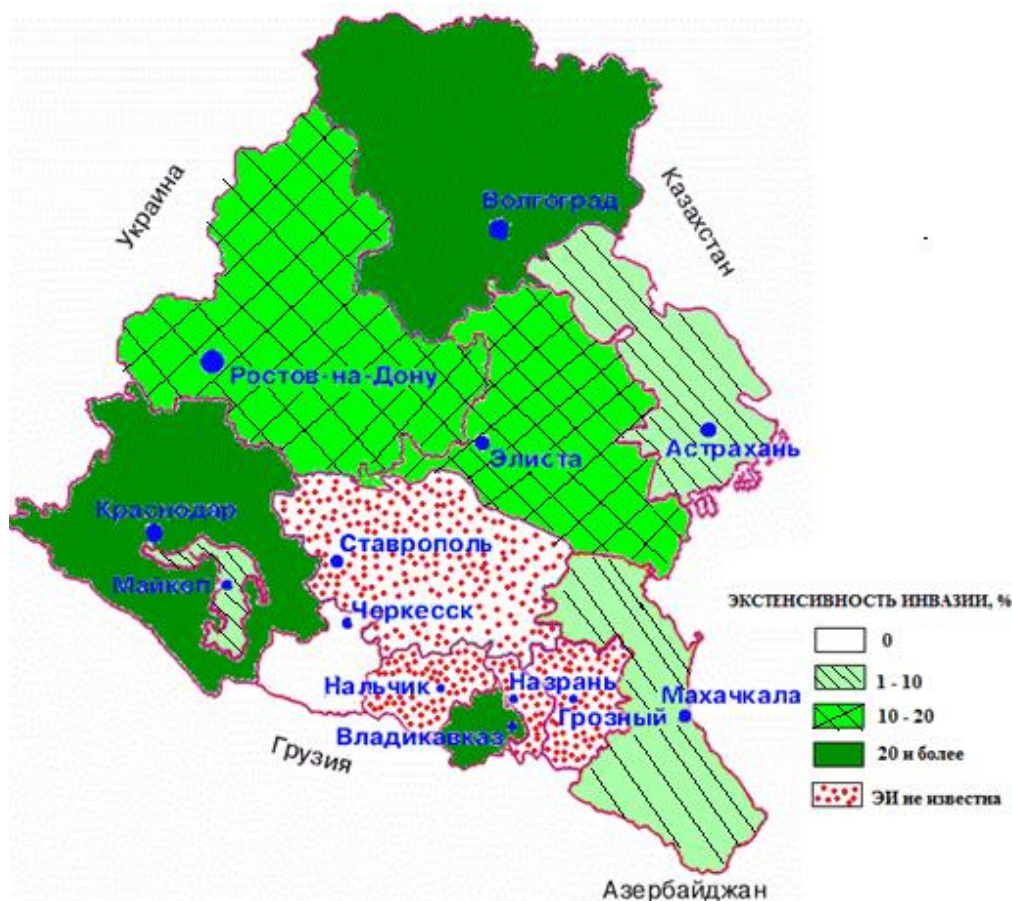 Волгоград
Украина
Казахстан
Ростов-на-Дону
Элиста
Астрахань
Краснодар
Ставрополь
Майкоп
Черкесск
Нальчик
Назрань
Грозный
Махачкала
Владикавказ
Грузия
Азербайджан
ЭКСТЕНСИВНОСТЬ ИНВАЗИИ, %
0
1 - 10
10 - 20
20 и более
ЭИ не известна